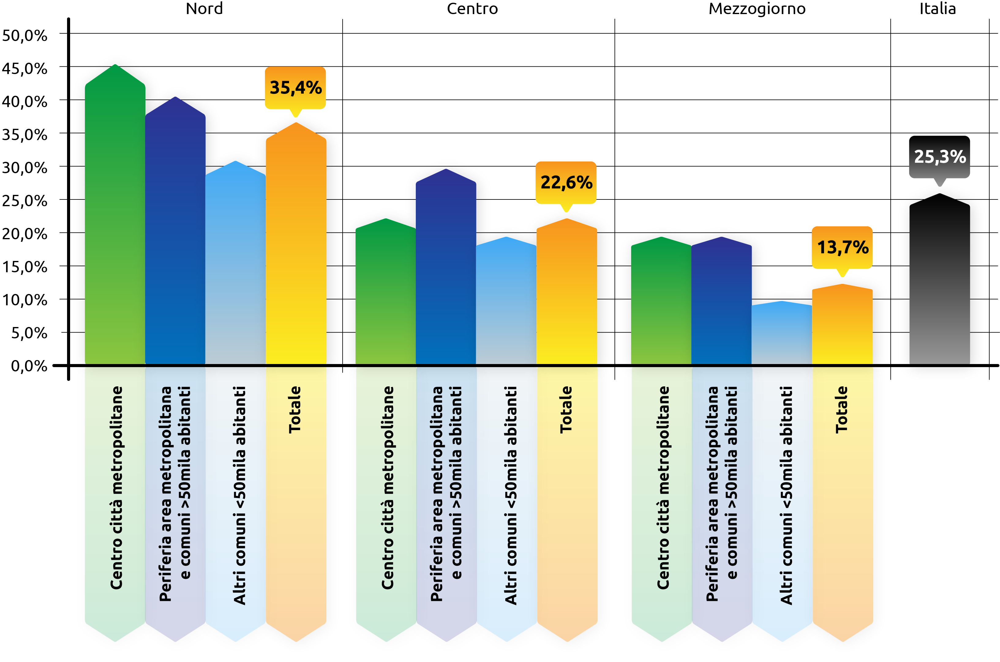 Nord
Centro
Mezzogiorno
Italia
50,0%
45,0%
40,0%
35,0%
30,0%
25,0%
20,0%
15,0%
10,0%
5,0%
0,0%
35,4%
22,6%
13,7%
25,3%
Centro città metropolitane
Periferia area metropolitana
e comuni >50mila abitanti
Altri comuni <50mila abitanti
Totale
Centro città metropolitane
Periferia area metropolitana
e comuni >50mila abitanti
Altri comuni <50mila abitanti
Totale
Centro città metropolitane
Periferia area metropolitana
e comuni >50mila abitanti
Altri comuni <50mila abitanti
Totale